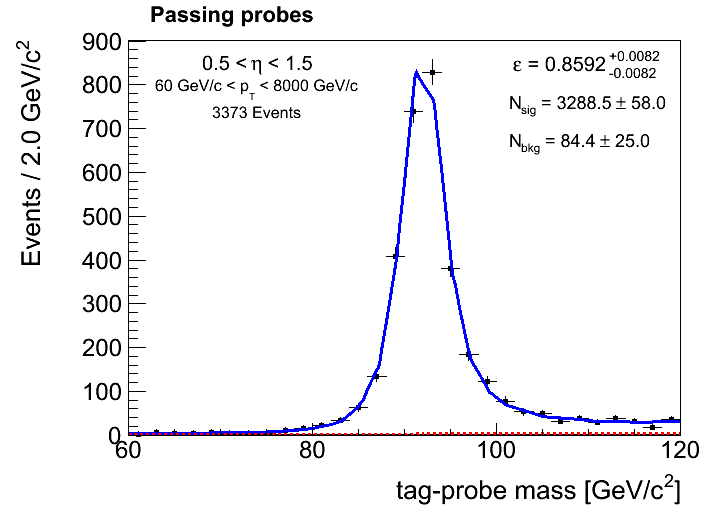 Passing probes
Events / 2.0 GeV/c²
900
800
700
600
500
400
300
200
100
0
0.5 < η < 1.5
60 GeV/c < p_T < 8000 GeV/c
3373 Events
ε = 0.8592 +0.0082 -0.0082
N_sig = 3288.5 ± 58.0
N_bkg = 84.4 ± 25.0
60 80 100 120
tag-probe mass [GeV/c²]